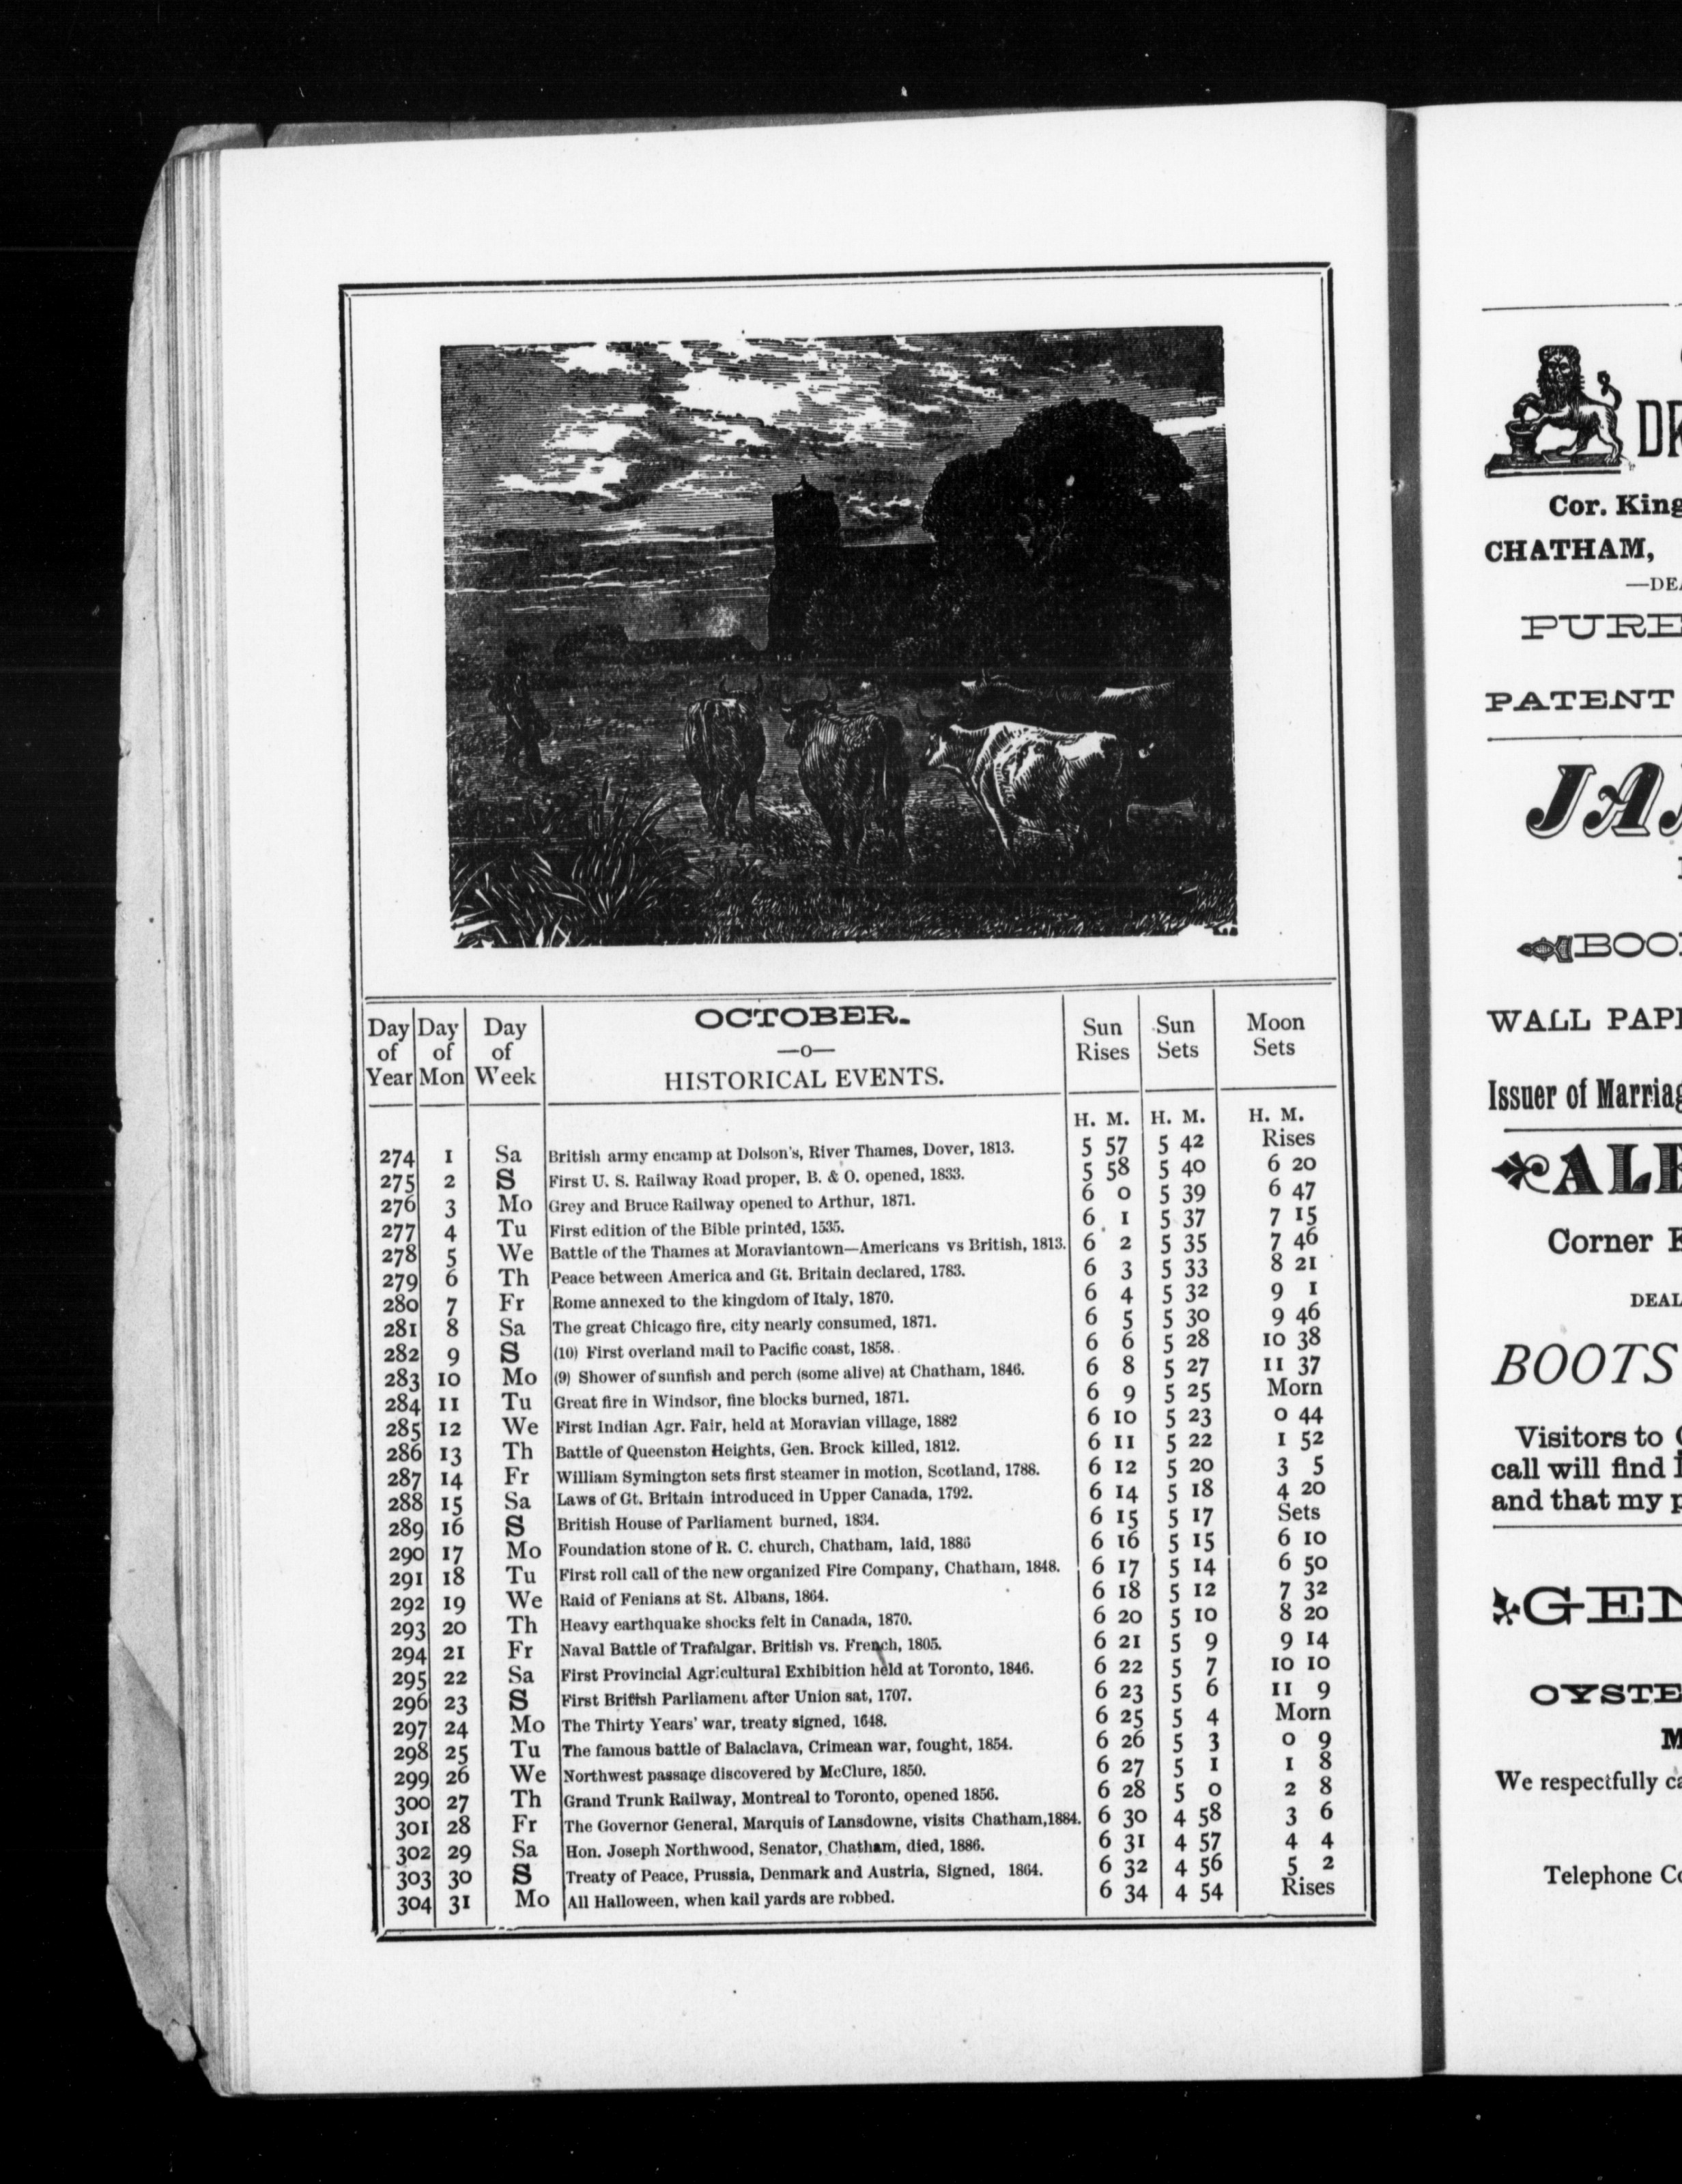 OCTOBER.
—o—
HISTORICAL EVENTS.
Day of Year Day of Mon Day of Week Sun Rises Sun Sets Moon Sets
H. M. H. M. H. M.
274 1 Sa British army encamp at Dolson's, River Thames, Dover, 1813. 5 57 5 42 Rises
275 2 S First U. S. Railway Road proper, B. & O. opened, 1833. 5 58 5 40 6 20
276 3 Mo Grey and Bruce Railway opened to Arthur, 1871. 6 0 5 39 6 47
277 4 Tu First edition of the Bible printed, 1535. 6 1 5 37 7 15
278 5 We Battle of the Thames at Moraviantown—Americans vs British, 1813. 6 2 5 35 7 46
279 6 Th Peace between America and Gt. Britain declared, 1783. 6 3 5 33 8 21
280 7 Fr Rome annexed to the kingdom of Italy, 1870. 6 4 5 32 9 1
281 8 Sa The great Chicago fire, city nearly consumed, 1871. 6 5 5 30 9 46
282 9 S (10) First overland mail to Pacific coast, 1858. 6 6 5 28 10 38
283 10 Mo (9) Shower of sunfish and perch (some alive) at Chatham, 1846. 6 8 5 27 11 37
284 11 Tu Great fire in Windsor, fine blocks burned, 1871. 6 9 5 25 Morn
285 12 We First Indian Agr. Fair, held at Moravian village, 1882 6 10 5 23 0 44
286 13 Th Battle of Queenston Heights, Gen. Brock killed, 1812. 6 11 5 22 1 52
287 14 Fr William Symington sets first steamer in motion, Scotland, 1788. 6 12 5 20 3 5
288 15 Sa Laws of Gt. Britain introduced in Upper Canada, 1792. 6 14 5 18 4 20
289 16 S British House of Parliament burned, 1834. 6 15 5 17 Sets
290 17 Mo Foundation stone of R. C. church, Chatham, laid, 1886 6 16 5 15 6 10
291 18 Tu First roll call of the new organized Fire Company, Chatham, 1848. 6 17 5 14 6 50
292 19 We Raid of Fenians at St. Albans, 1864. 6 18 5 12 7 32
293 20 Th Heavy earthquake shocks felt in Canada, 1870. 6 20 5 10 8 20
294 21 Fr Naval Battle of Trafalgar. British vs. French, 1805. 6 21 5 9 9 14
295 22 Sa First Provincial Agricultural Exhibition held at Toronto, 1846. 6 22 5 7 10 10
296 23 S First British Parliament after Union sat, 1707. 6 23 5 6 11 9
297 24 Mo The Thirty Years' war, treaty signed, 1648. 6 25 5 4 Morn
298 25 Tu The famous battle of Balaclava, Crimean war, fought, 1854. 6 26 5 3 0 9
299 26 We Northwest passage discovered by McClure, 1850. 6 27 5 1 1 8
300 27 Th Grand Trunk Railway, Montreal to Toronto, opened 1856. 6 28 5 0 2 8
301 28 Fr The Governor General, Marquis of Lansdowne, visits Chatham, 1884. 6 30 4 58 3 6
302 29 Sa Hon. Joseph Northwood, Senator, Chatham, died, 1886. 6 31 4 57 4 4
303 30 S Treaty of Peace, Prussia, Denmark and Austria, Signed, 1864. 6 32 4 56 5 2
304 31 Mo All Halloween, when kail yards are robbed. 6 34 4 54 Rises
Cor. King
CHATHAM,
PURE
PATENT
WALL
Issuer of
Corner
BOOTS
Visitors to
call will find
and that my
We respectfully
Telephone